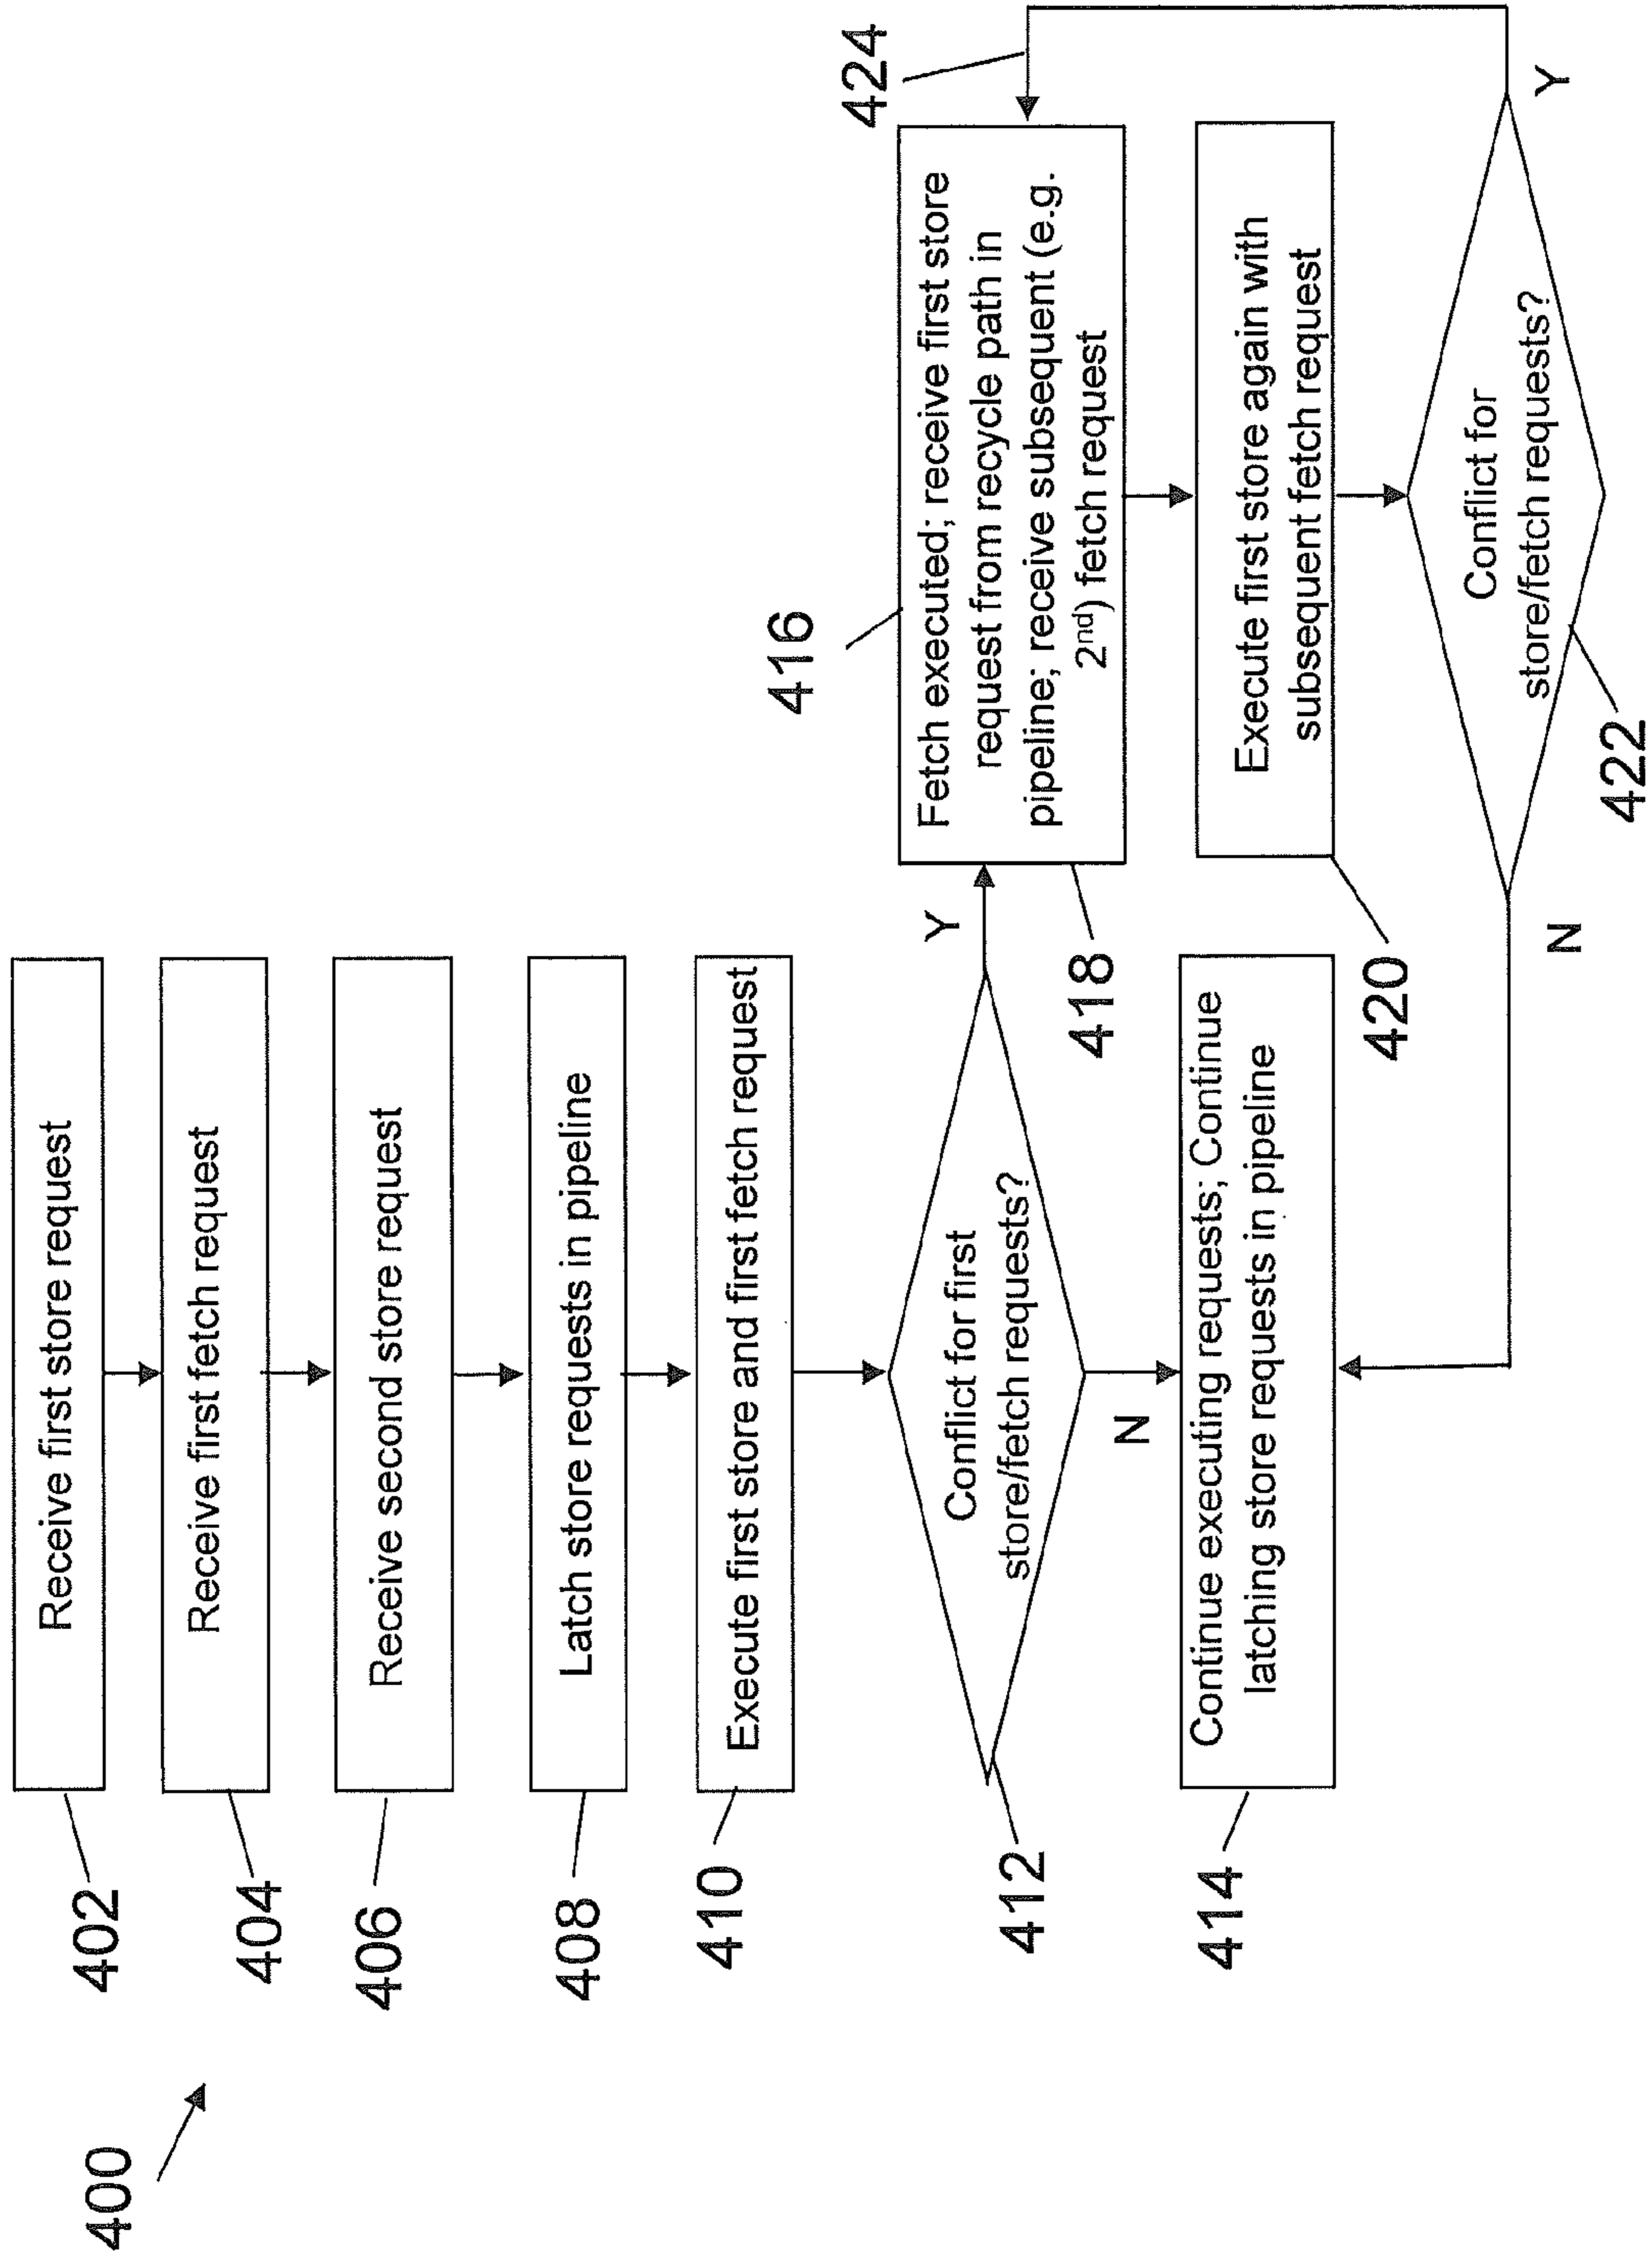 400
402
Receive first store request
404
Receive first fetch request
406
Receive second store request
408
Latch store requests in pipeline
410
Execute first store and first fetch request
412
Conflict for first
store/fetch requests?
Y
N
414
Continue executing requests; Continue
latching store requests in pipeline
416
418
Fetch executed; receive first store
request from recycle path in
pipeline; receive subsequent (e.g.
2nd) fetch request
424
420
Execute first store again with
subsequent fetch request
422
Conflict for
store/fetch requests?
Y
N